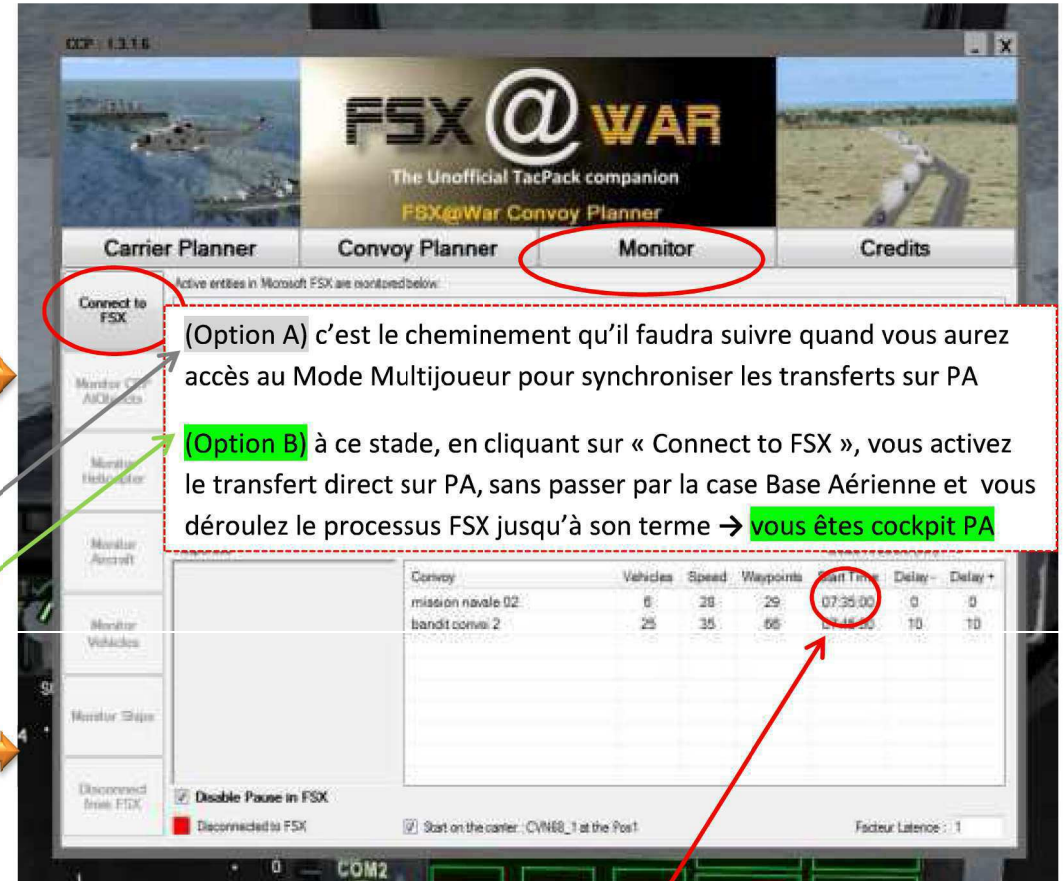 CCP : 1.3.1.6
FSX@WAR
The Unofficial TacPack companion
FSX@War Convoy Planner
Carrier Planner
Convoy Planner
Monitor
Credits
Connect to
FSX
Active entities in Microsoft FSX are monitored below:
(Option A) c’est le cheminement qu’il faudra suivre quand vous aurez
accès au Mode Multijoueur pour synchroniser les transferts sur PA
(Option B) à ce stade, en cliquant sur « Connect to FSX », vous activez
le transfert direct sur PA, sans passer par la case Base Aérienne et vous
déroulez le processus FSX jusqu’à son terme → vous êtes cockpit PA
Monitor
Helicopter
Monitor
Aircraft
Monitor
Vehicles
Monitor Ships
Disconnect
from FSX
Convoy Vehicles Speed Waypoints Start Time Delay - Delay +
mission navale 02 6 28 29 07:35:00 0 0
bandit convoi 2 25 35 66 10 10
Disable Pause in FSX
Disconnected to FSX
Start on the carrier : CVN68_1 at the Pos1
Facteur Latence : 1
0
COM2